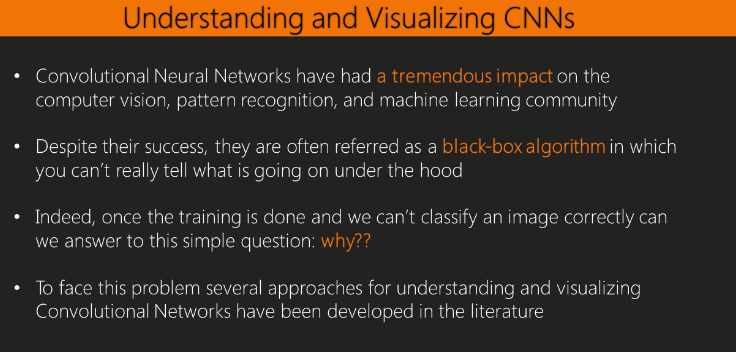 Understanding and Visualizing CNNs
• Convolutional Neural Networks have had a tremendous impact on the
computer vision, pattern recognition, and machine learning community
• Despite their success, they are often referred as a black-box algorithm in which
you can't really tell what is going on under the hood
• Indeed, once the training is done and we can't classify an image correctly can
we answer to this simple question: why??
• To face this problem several approaches for understanding and visualizing
Convolutional Networks have been developed in the literature